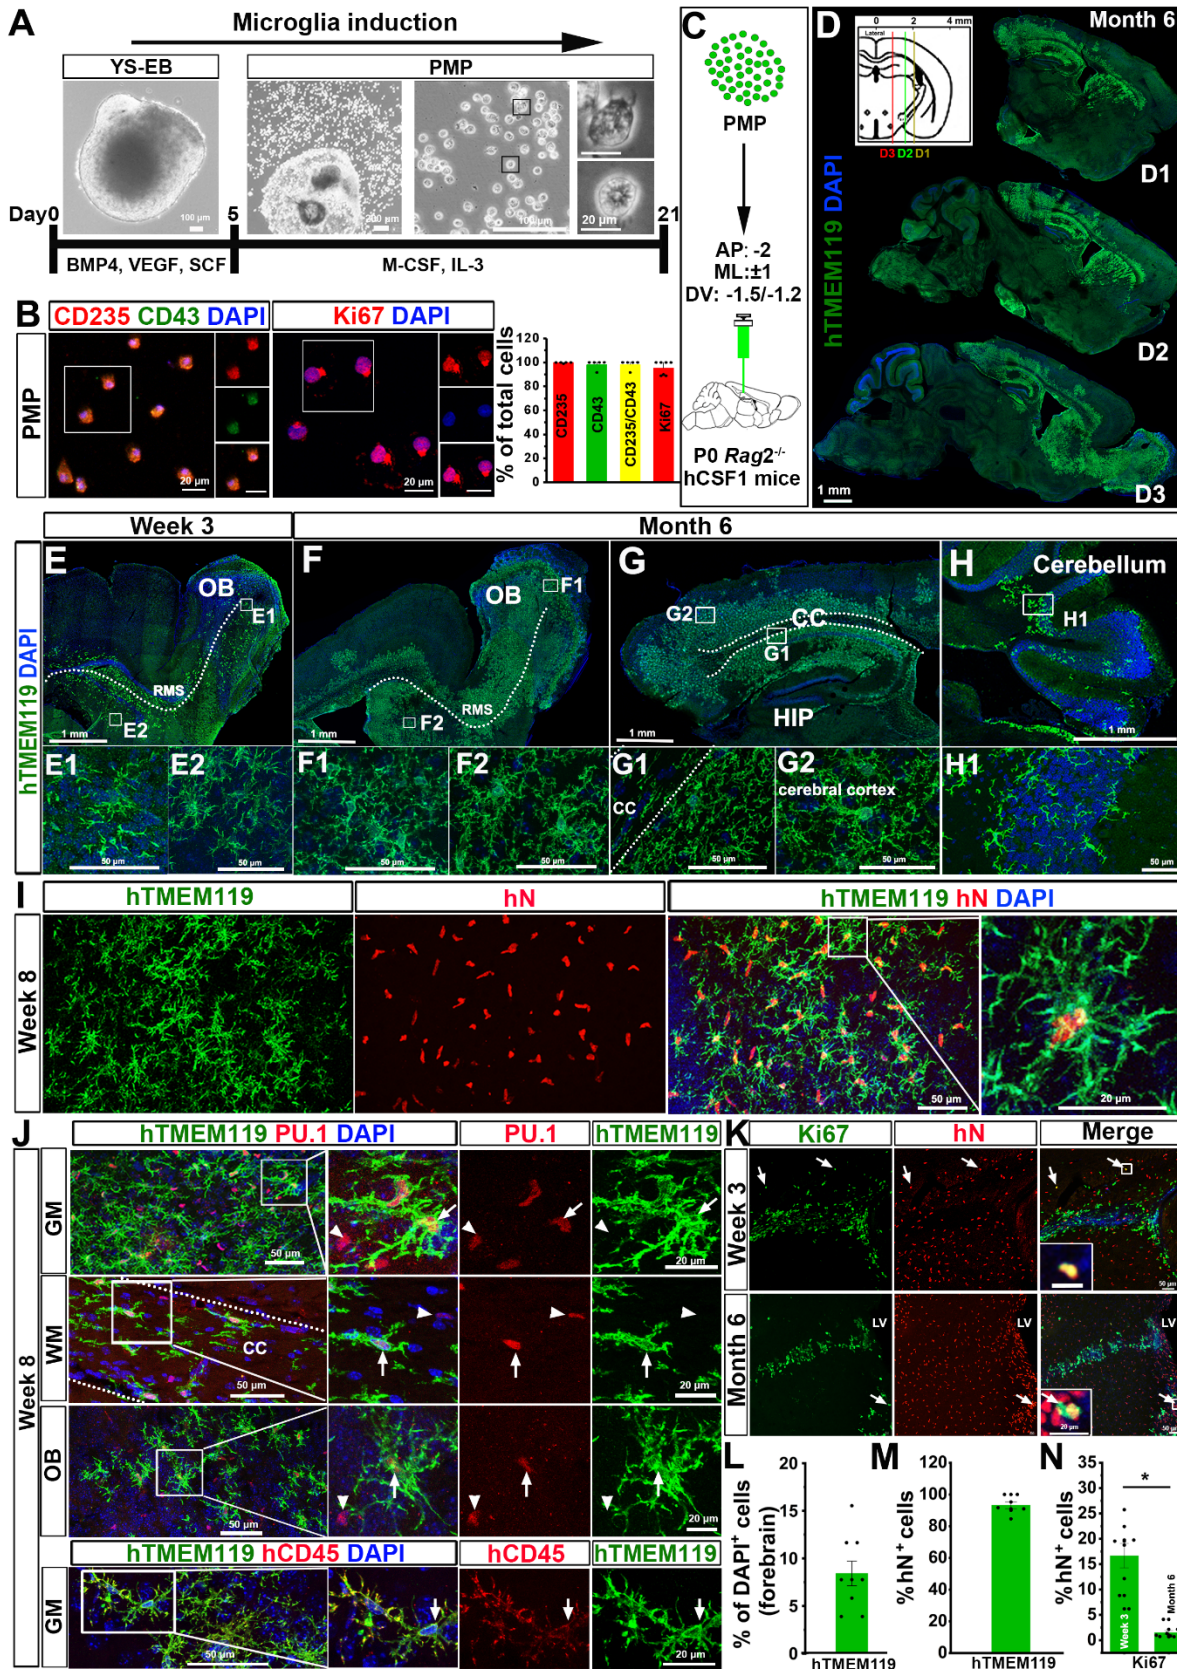 A
Microglia induction
YS-EB
PMP
100 µm
200 µm
100 µm
20 µm
Day0
5
21
BMP4, VEGF, SCF
M-CSF, IL-3
B
CD235 CD43 DAPI
Ki67 DAPI
PMP
20 µm
20 µm
% of total cells
120
100
80
60
40
20
0
CD235
CD43
CD235/CD43
Ki67
C
PMP
AP: -2
ML:±1
DV: -1.5/-1.2
P0 Rag2-/-
hCSF1 mice
D
Month 6
0 2 4 mm
Lateral
D3 D2 D1
hTMEM119 DAPI
D1
D2
D3
1 mm
Week 3
Month 6
hTMEM119 DAPI
E
OB
E1
RMS
E2
1 mm
F
OB
F1
RMS
F2
1 mm
G
G2
CC
G1
HIP
1 mm
H
Cerebellum
H1
1 mm
E1
50 µm
E2
50 µm
F1
50 µm
F2
50 µm
G1
CC
50 µm
G2
cerebral cortex
50 µm
H1
50 µm
I
hTMEM119
hN
hTMEM119 hN DAPI
Week 8
50 µm
20 µm
J
hTMEM119 PU.1 DAPI
PU.1
hTMEM119
Week 8
GM
50 µm
20 µm
WM
CC
50 µm
20 µm
OB
50 µm
20 µm
hTMEM119 hCD45 DAPI
hCD45
hTMEM119
GM
50 µm
20 µm
K
Ki67
hN
Merge
Week 3
50 µm
Month 6
LV
LV
20 µm
L
% of DAPI+ cells
(forebrain)
20
15
10
5
0
hTMEM119
M
% hN+ cells
120
100
80
60
40
20
0
hTMEM119
N
% hN+ cells
35
30
25
20
15
10
5
0
*
Week 3
Month 6
Ki67